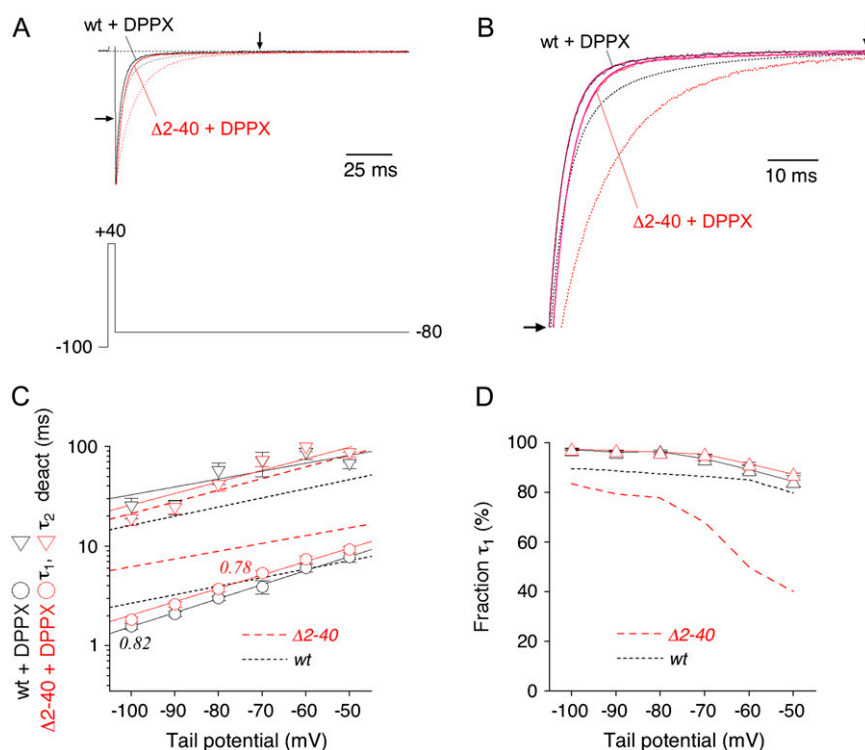 A
wt + DPPX
Δ2-40 + DPPX
25 ms
+40
-100
-80
B
wt + DPPX
Δ2-40 + DPPX
10 ms
C
wt + DPPX ○ ▽
Δ2-40 + DPPX ○ τ1, ▽ τ2 deact (ms)
100
10
1
0.78
0.82
Δ2-40
wt
-100 -90 -80 -70 -60 -50
Tail potential (mV)
D
Fraction τ1 (%)
100
80
60
40
20
0
Δ2-40
wt
-100 -90 -80 -70 -60 -50
Tail potential (mV)